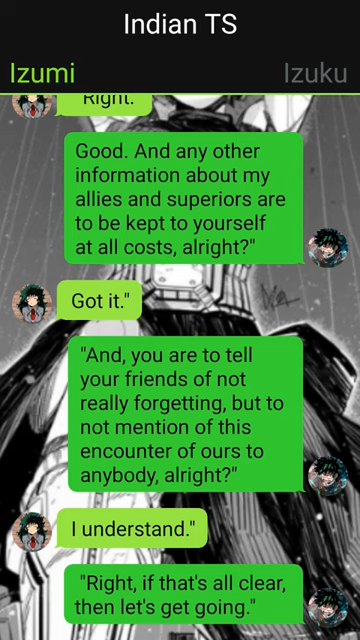 Indian TS
Izumi
Izuku
"Right."
Good. And any other
information about my
allies and superiors are
to be kept to yourself
at all costs, alright?"
Got it."
"And, you are to tell
your friends of not
really forgetting, but to
not mention of this
encounter of ours to
anybody, alright?"
I understand."
"Right, if that's all clear,
then let's get going."